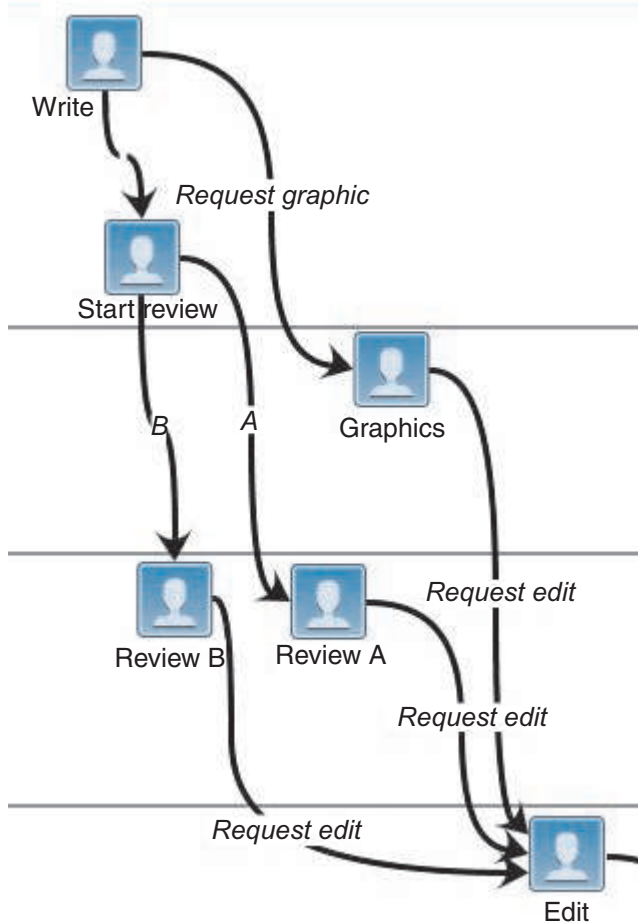 Write
Request graphic
Start review
B
A
Graphics
Request edit
Review B
Review A
Request edit
Request edit
Edit